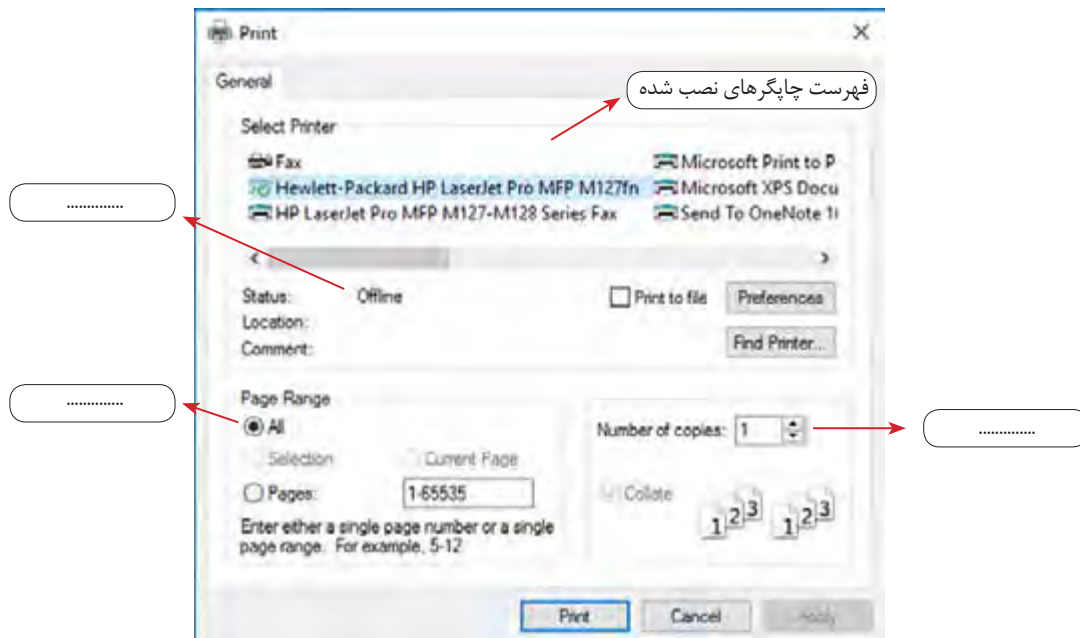 Print
General
فهرست چاپگرهای نصب شده
Select Printer
Fax
Microsoft Print to P
Hewlett-Packard HP LaserJet Pro MFP M127fn
Microsoft XPS Docu
HP LaserJet Pro MFP M127-M128 Series Fax
Send To OneNote 1
.............
Status: Offline
Print to file
Preferences
Location:
Comment:
Find Printer...
Page Range
.............
All
Selection
Current Page
Pages: 1-65535
Enter either a single page number or a single
page range. For example, 5-12
Number of copies: 1
.............
Collate
1 2 3 1 2 3
Print
Cancel
Apply